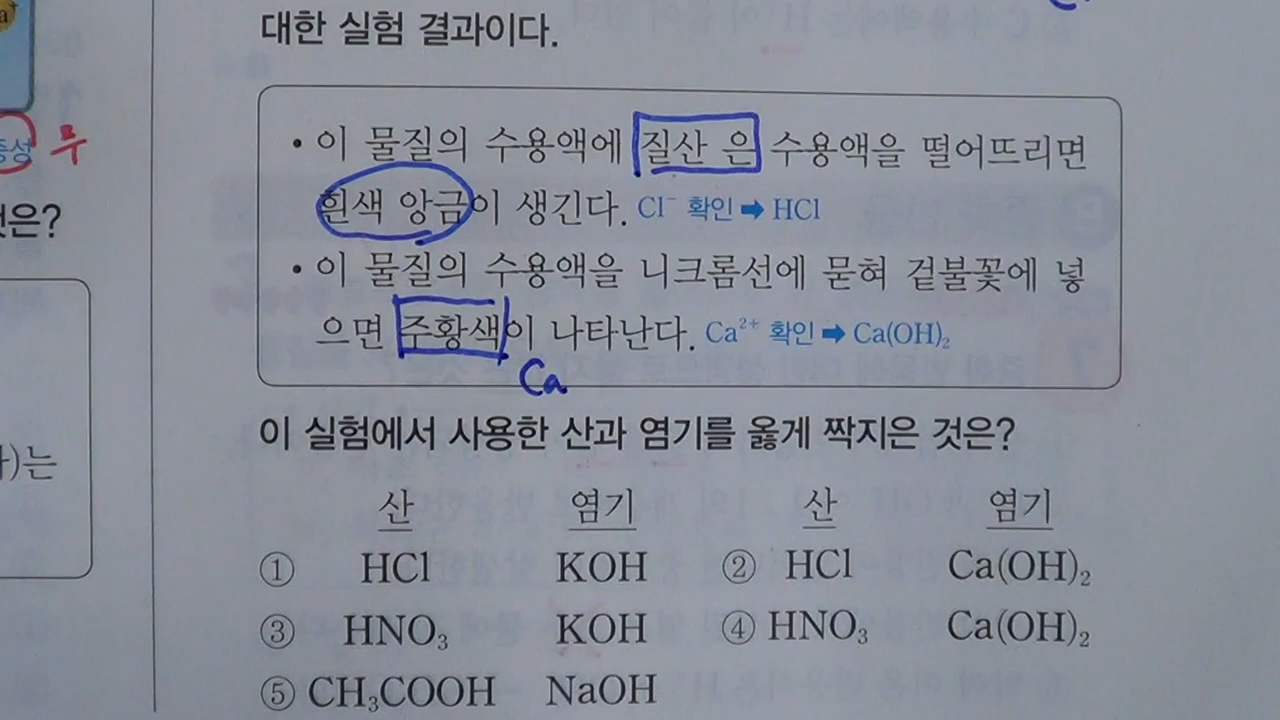 대한 실험 결과이다.
중성
것은?
)는
• 이 물질의 수용액에 질산 은 수용액을 떨어뜨리면
흰색 앙금이 생긴다. Cl⁻ 확인 ➡ HCl
• 이 물질의 수용액을 니크롬선에 묻혀 겉불꽃에 넣
으면 주황색이 나타난다. Ca²⁺ 확인 ➡ Ca(OH)₂
Ca
이 실험에서 사용한 산과 염기를 옳게 짝지은 것은?
산 염기 산 염기
① HCl KOH ② HCl Ca(OH)₂
③ HNO₃ KOH ④ HNO₃ Ca(OH)₂
⑤ CH₃COOH NaOH